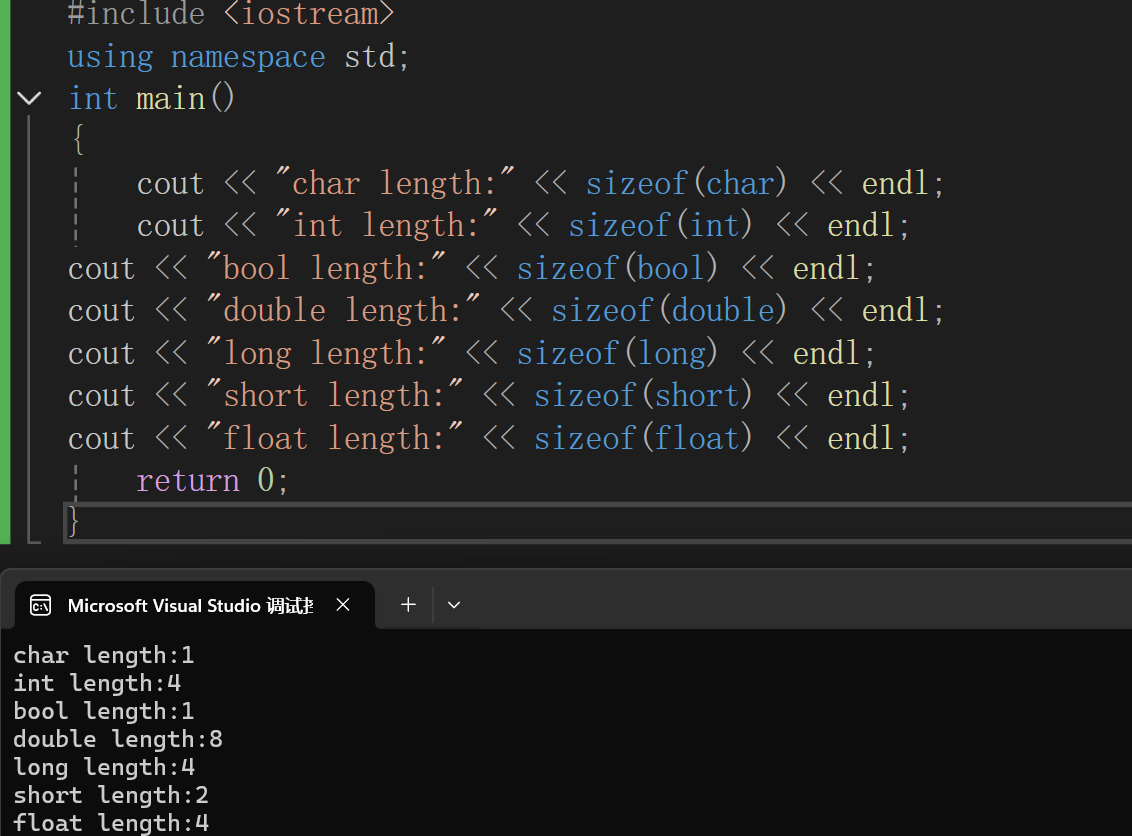 #include <iostream>
using namespace std;
int main()
{
cout << "char length:" << sizeof(char) << endl;
cout << "int length:" << sizeof(int) << endl;
cout << "bool length:" << sizeof(bool) << endl;
cout << "double length:" << sizeof(double) << endl;
cout << "long length:" << sizeof(long) << endl;
cout << "short length:" << sizeof(short) << endl;
cout << "float length:" << sizeof(float) << endl;
return 0;
}
Microsoft Visual Studio 调试
char length:1
int length:4
bool length:1
double length:8
long length:4
short length:2
float length:4